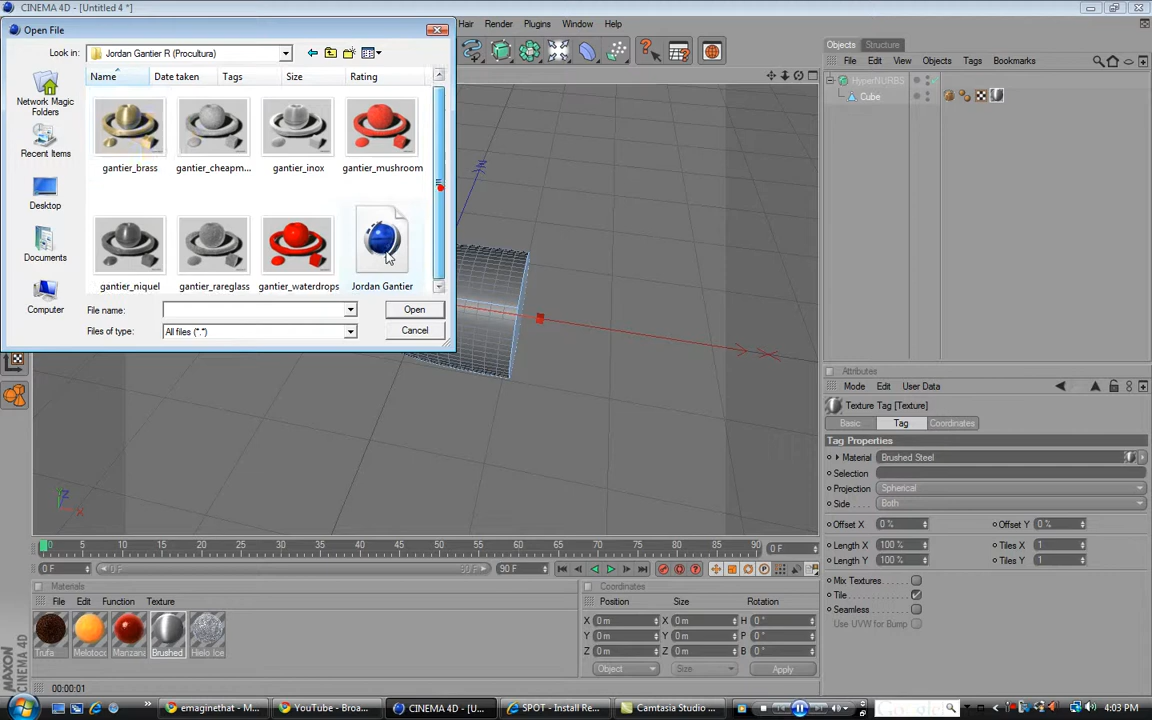 CINEMA 4D - [Untitled 4 *]
Hair Render Plugins Window Help
Open File
Look in: Jordan Gantier R (Procultura)
Name Date taken Tags Size Rating
Network Magic Folders
Recent Items
Desktop
Documents
Computer
gantier_brass gantier_cheapm... gantier_inox gantier_mushroom
gantier_niquel gantier_rareglass gantier_waterdrops Jordan Gantier
File name: Open
Files of type: All files (*.*) Cancel
Objects Structure
File Edit View Objects Tags Bookmarks
HyperNURBS
Cube
Attributes
Mode Edit User Data
Texture Tag [Texture]
Basic Tag Coordinates
Tag Properties
Material Brushed Steel
Selection
Projection Spherical
Side Both
Offset X 0 % Offset Y 0 %
Length X 100 % Tiles X 1
Length Y 100 % Tiles Y 1
Mix Textures
Tile
Seamless
Use UVW for Bump
Z X
0 5 10 15 20 25 30 35 40 45 50 55 60 65 70 75 80 85 90 0 F
0 F 0 F 90 F 90 F
Materials
File Edit Function Texture
Trufa Melotoco Manzana Brushed Hielo Ice
Coordinates
Position Size Rotation
X 0 m X 0 m H 0 °
Y 0 m Y 0 m P 0 °
Z 0 m Z 0 m B 0 °
Object Size Apply
MAXON CINEMA 4D
00:00:01
emaginethat - M... YouTube - Broa... CINEMA 4D - [U... SPOT - Install Re... Camtasia Studio ... Google 4:03 PM